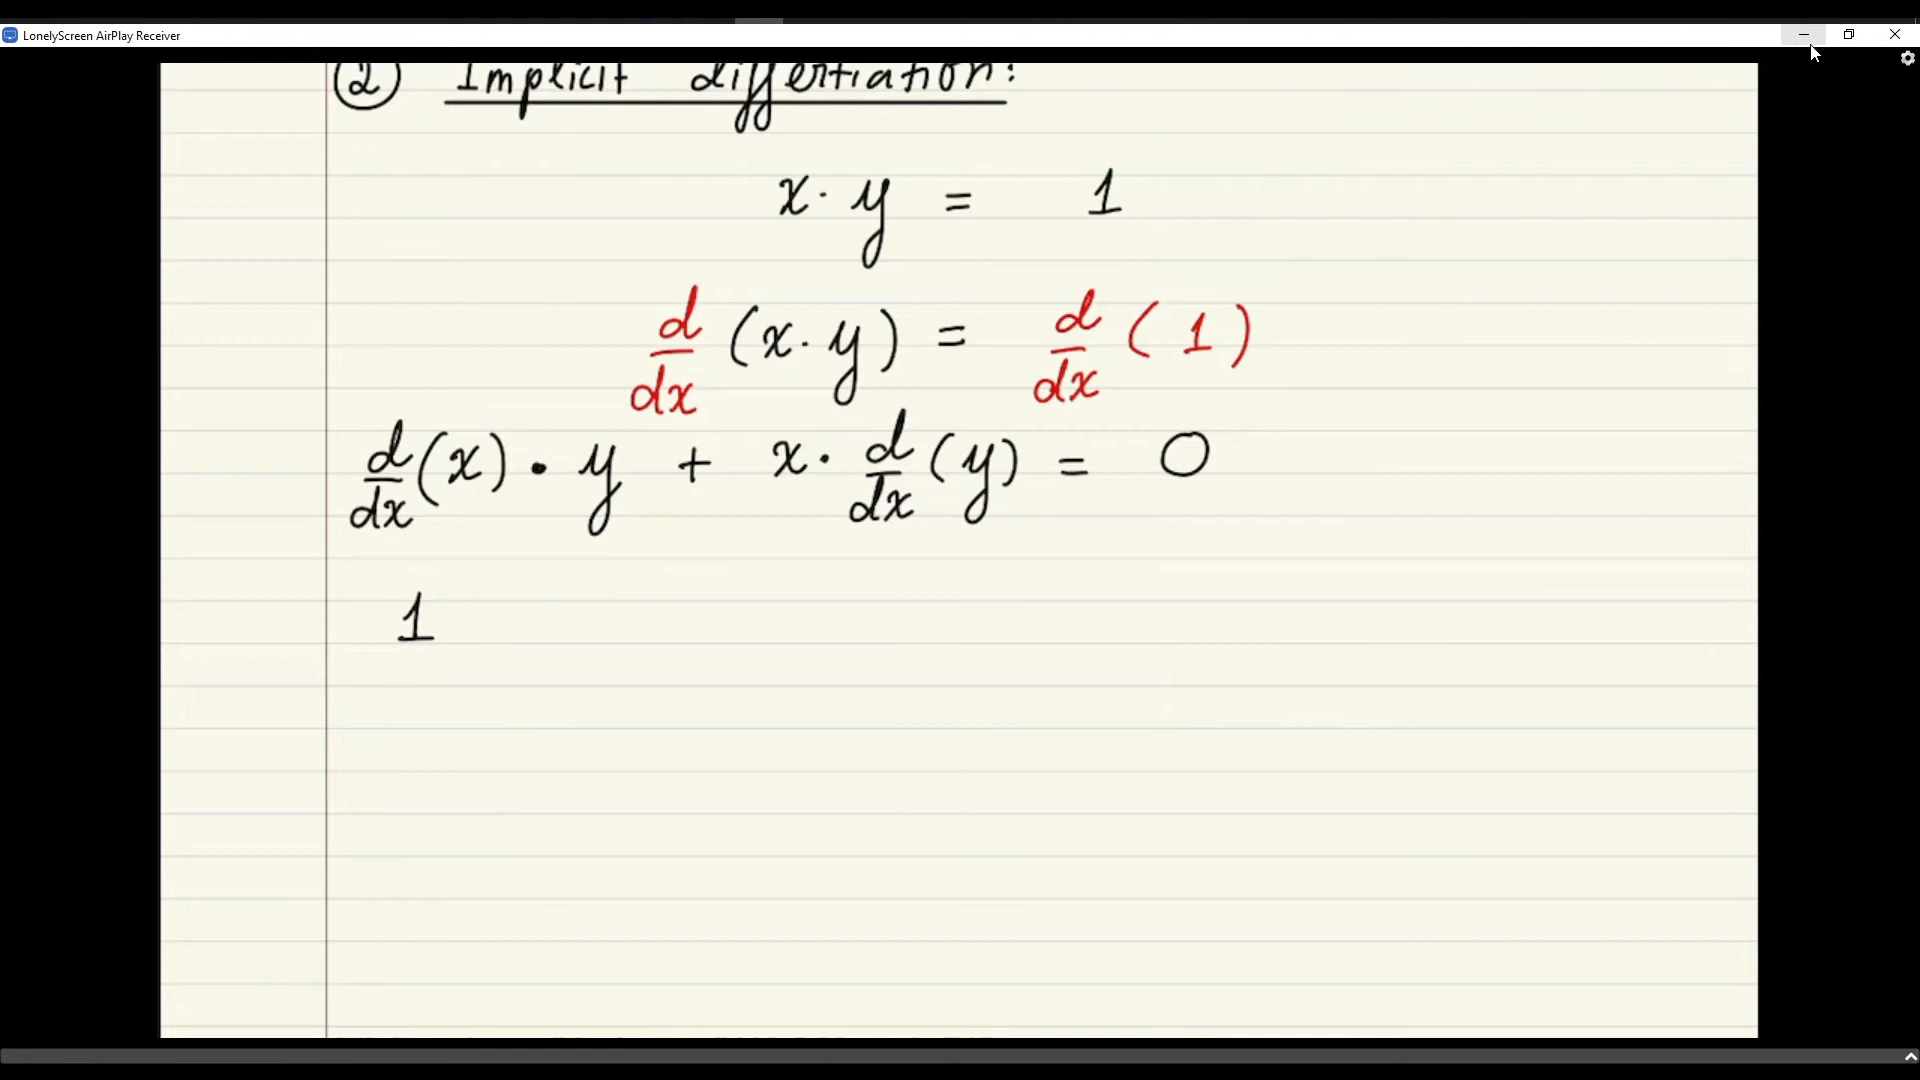 LonelyScreen AirPlay Receiver
② Implicit differtiation:
x · y = 1
d/dx (x · y) = d/dx (1)
d/dx (x) · y + x · d/dx (y) = 0
1